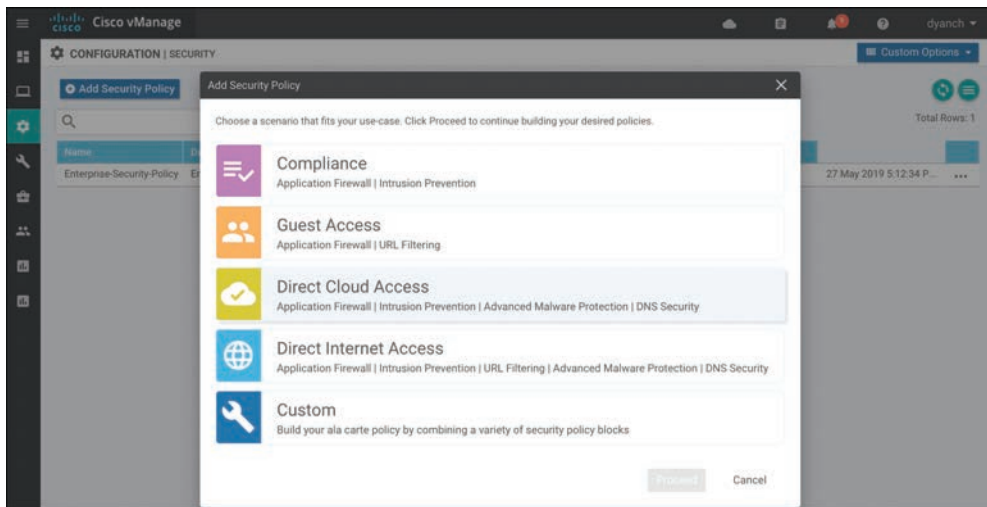 cisco Cisco vManage
dyanch
CONFIGURATION | SECURITY
Custom Options
Add Security Policy
Add Security Policy
Total Rows: 1
Choose a scenario that fits your use-case. Click Proceed to continue building your desired policies.
Name
Enterprise-Security-Policy
27 May 2019 5:12:34 P...
Compliance
Application Firewall | Intrusion Prevention
Guest Access
Application Firewall | URL Filtering
Direct Cloud Access
Application Firewall | Intrusion Prevention | Advanced Malware Protection | DNS Security
Direct Internet Access
Application Firewall | Intrusion Prevention | URL Filtering | Advanced Malware Protection | DNS Security
Custom
Build your ala carte policy by combining a variety of security policy blocks
Proceed
Cancel